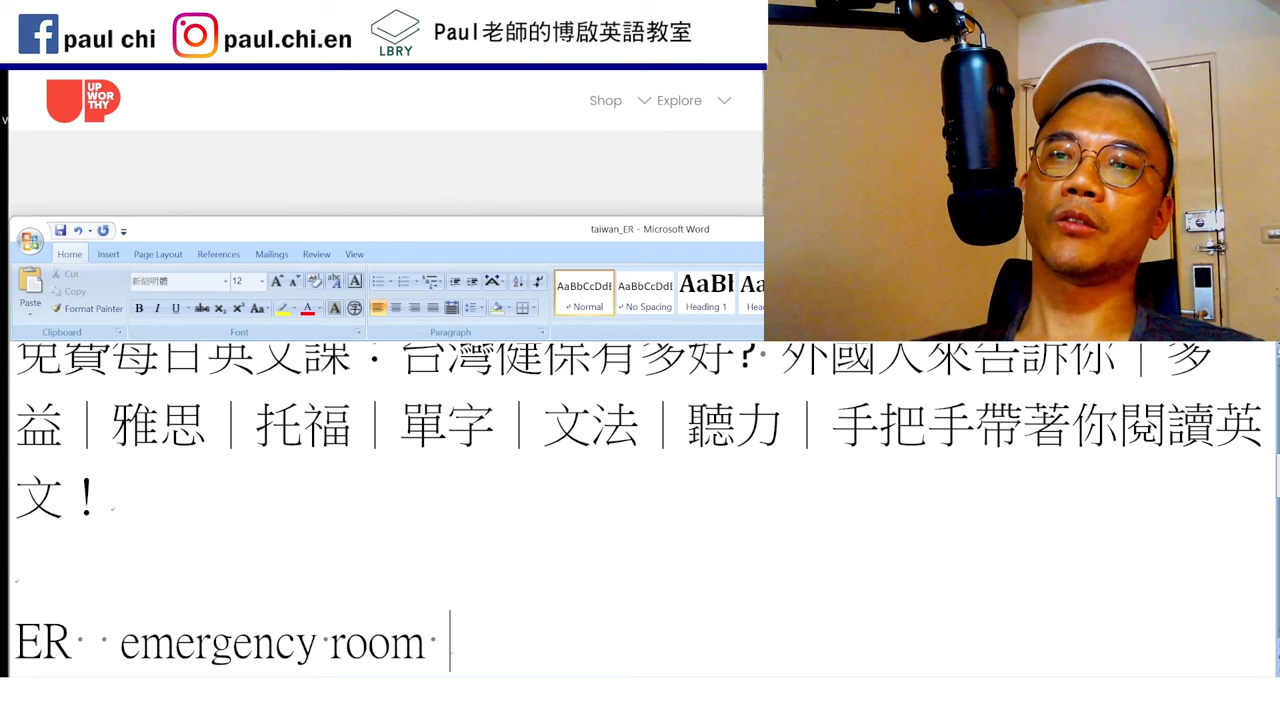 paul chi paul.chi.en LBRY Paul老師的博啟英語教室
UP WOR THY Shop Explore
taiwan_ER - Microsoft Word
Home Insert Page Layout References Mailings Review View
Cut
Copy
Paste
Format Painter
新細明體 12
B I U abc x₂ x² Aa
AaBbCcDdE AaBbCcDdE AaBbC
Normal No Spacing Heading 1
Clipboard Font Paragraph
免費每日英文課：台灣健保有多好? 外國人來告訴你｜多
益｜雅思｜托福｜單字｜文法｜聽力｜手把手帶著你閱讀英
文！
ER emergency room